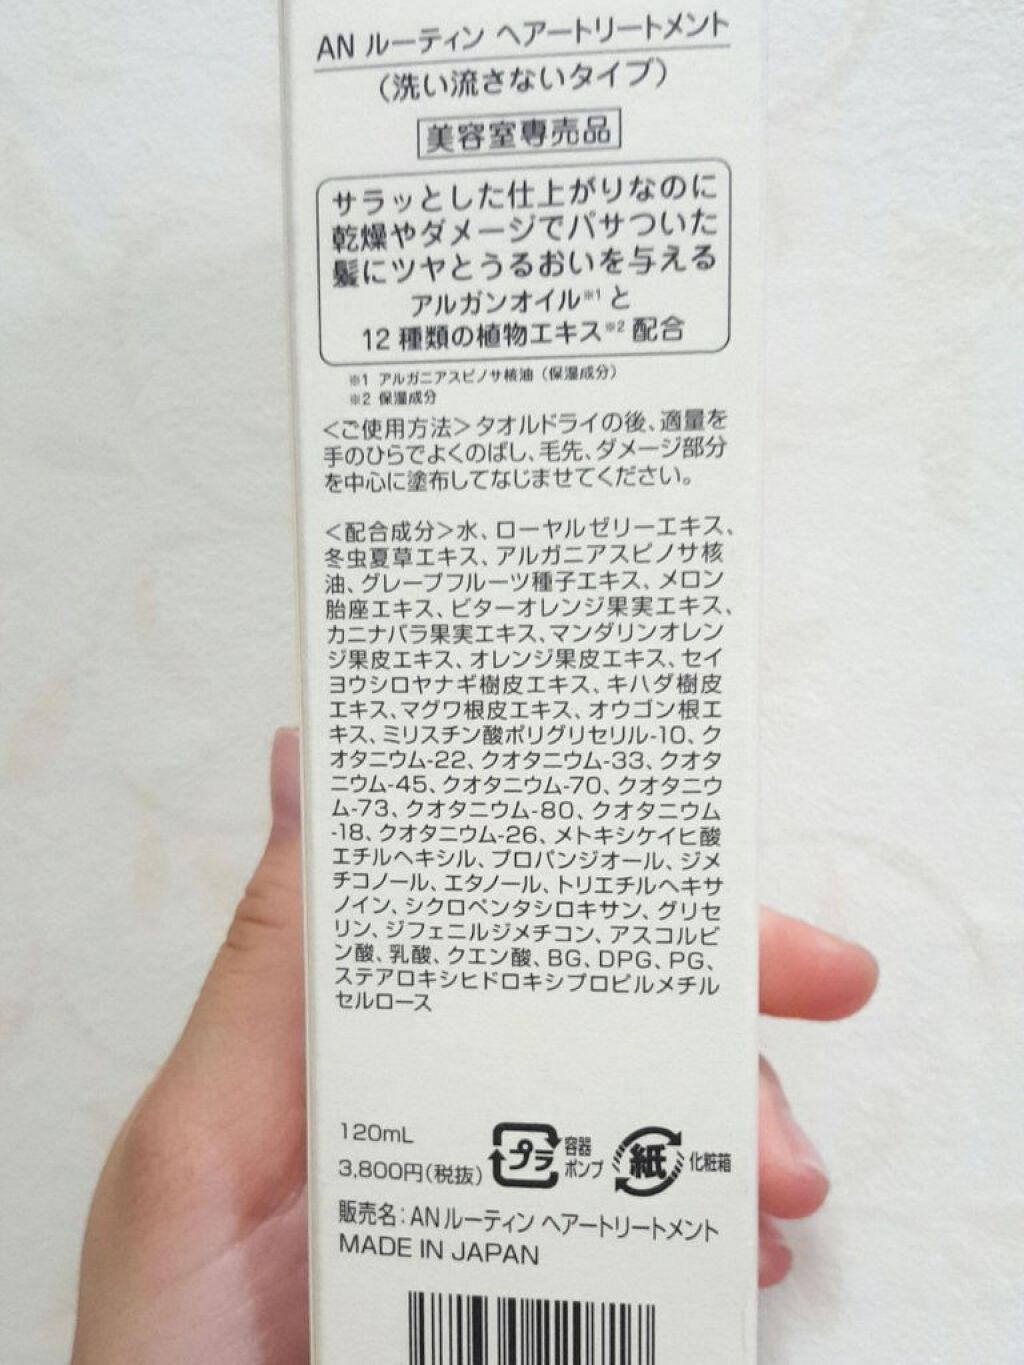 AN ルーティン ヘアートリートメント
（洗い流さないタイプ）
美容室専売品
サラッとした仕上がりなのに
乾燥やダメージでパサついた
髪にツヤとうるおいを与える
アルガンオイル※1と
12種類の植物エキス※2配合
※1 アルガニアスピノサ核油（保湿成分）
※2 保湿成分
＜ご使用方法＞タオルドライの後、適量を
手のひらでよくのばし、毛先、ダメージ部分
を中心に塗布してなじませてください。
＜配合成分＞水、ローヤルゼリーエキス、
冬虫夏草エキス、アルガニアスピノサ核
油、グレープフルーツ種子エキス、メロン
胎座エキス、ビターオレンジ果実エキス、
カニナバラ果実エキス、マンダリンオレン
ジ果皮エキス、オレンジ果皮エキス、セイ
ヨウシロヤナギ樹皮エキス、キハダ樹皮
エキス、マグワ根皮エキス、オウゴン根エ
キス、ミリスチン酸ポリグリセリル-10、ク
オタニウム-22、クオタニウム-33、クオタ
ニウム-45、クオタニウム-70、クオタニウ
ム-73、クオタニウム-80、クオタニウム
-18、クオタニウム-26、メトキシケイヒ酸
エチルヘキシル、プロパンジオール、ジメ
チコノール、エタノール、トリエチルヘキサ
ノイン、シクロペンタシロキサン、グリセ
リン、ジフェニルジメチコン、アスコルビ
ン酸、乳酸、クエン酸、BG、DPG、PG、
ステアロキシヒドロキシプロピルメチル
セルロース
120mL
3,800円（税抜）
プラ
容器
ポンプ
紙
化粧箱
販売名：ANルーティン ヘアートリートメント
MADE IN JAPAN